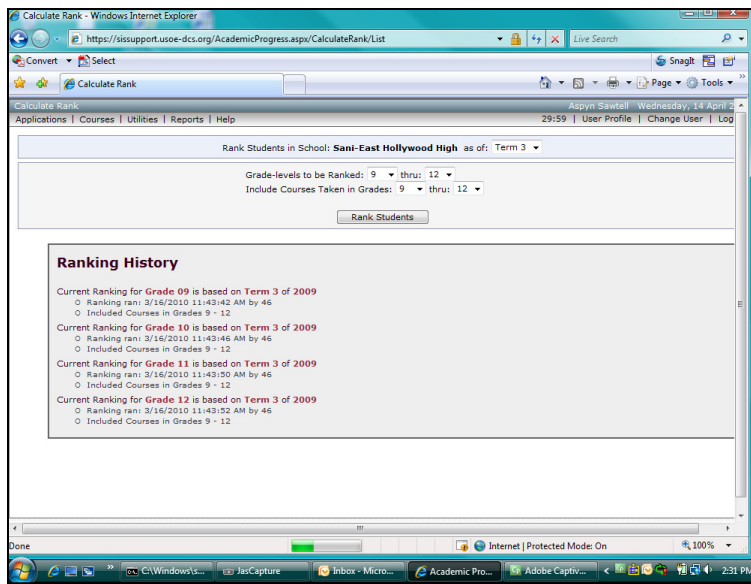 Calculate Rank - Windows Internet Explorer
https://sissupport.usoe-dcs.org/AcademicProgress.aspx/CalculateRank/List
Live Search
Convert Select
SnagIt
Calculate Rank
Page Tools
Calculate Rank Aspyn Sawtell Wednesday, 14 April 2
Applications | Courses | Utilities | Reports | Help 29:59 | User Profile | Change User | Log
Rank Students in School: Sani-East Hollywood High as of: Term 3
Grade-levels to be Ranked: 9 thru: 12
Include Courses Taken in Grades: 9 thru: 12
Rank Students
Ranking History
Current Ranking for Grade 09 is based on Term 3 of 2009
Ranking ran: 3/16/2010 11:43:42 AM by 46
Included Courses in Grades 9 - 12
Current Ranking for Grade 10 is based on Term 3 of 2009
Ranking ran: 3/16/2010 11:43:46 AM by 46
Included Courses in Grades 9 - 12
Current Ranking for Grade 11 is based on Term 3 of 2009
Ranking ran: 3/16/2010 11:43:50 AM by 46
Included Courses in Grades 9 - 12
Current Ranking for Grade 12 is based on Term 3 of 2009
Ranking ran: 3/16/2010 11:43:52 AM by 46
Included Courses in Grades 9 - 12
Done Internet | Protected Mode: On 100%
C:\Windows\s... JasCapture Inbox - Micro... Academic Pro... Adobe Captiv... 2:31 PM